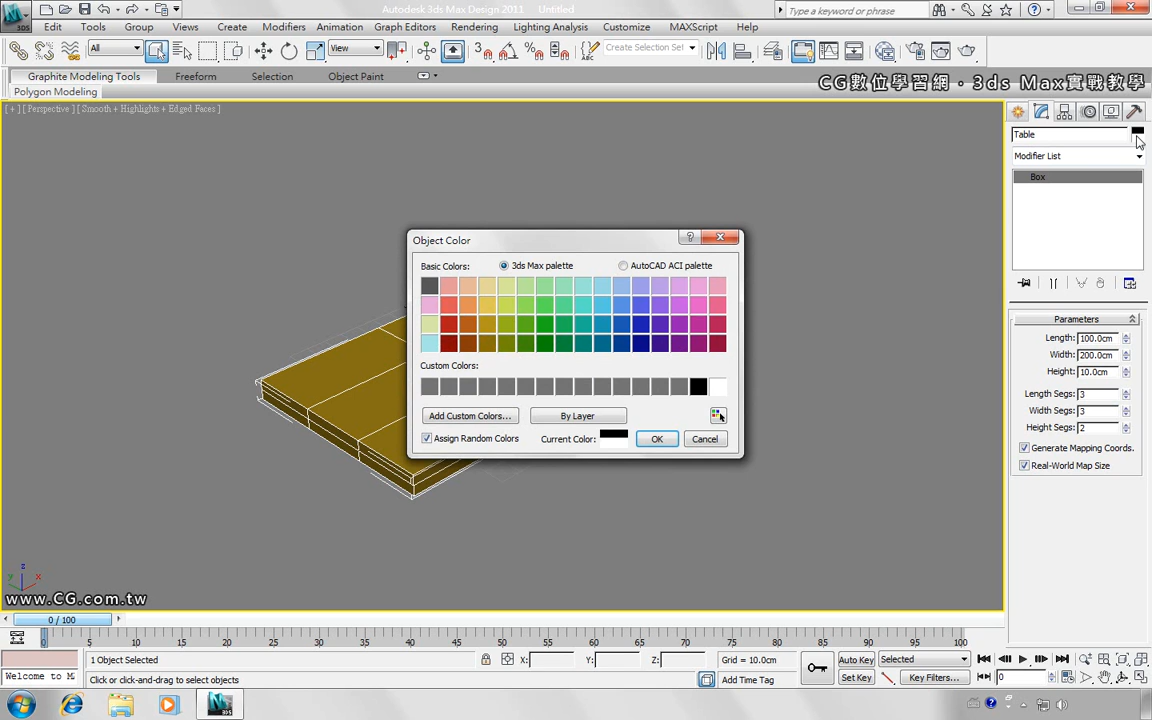 Autodesk 3ds Max Design 2011 Untitled
Type a keyword or phrase
Edit Tools Group Views Create Modifiers Animation Graph Editors Rendering Lighting Analysis Customize MAXScript Help
All View Create Selection Se
Graphite Modeling Tools Freeform Selection Object Paint
CG數位學習網・3ds Max實戰教學
Polygon Modeling
[ + ] [ Perspective ] [ Smooth + Highlights + Edged Faces ]
Table
Modifier List
Box
Object Color
Basic Colors: 3ds Max palette AutoCAD ACI palette
Custom Colors:
Add Custom Colors... By Layer
Assign Random Colors Current Color: OK Cancel
Parameters
Length: 100.0cm
Width: 200.0cm
Height: 10.0cm
Length Segs: 3
Width Segs: 3
Height Segs: 2
Generate Mapping Coords.
Real-World Map Size
z
y x
www.CG.com.tw
0 / 100
0 5 10 15 20 25 30 35 40 45 50 55 60 65 70 75 80 85 90 95 100
1 Object Selected X: Y: Z: Grid = 10.0cm Auto Key Selected
Welcome to M Click or click-and-drag to select objects Add Time Tag Set Key Key Filters... 0